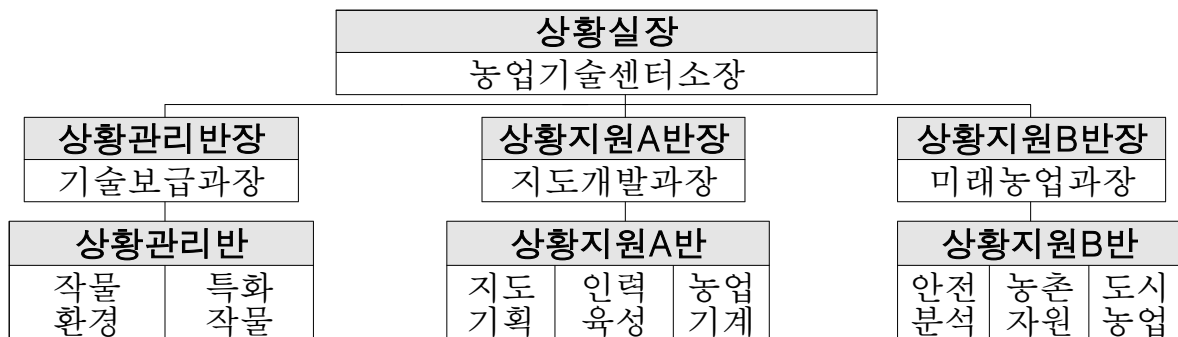 상황실장
농업기술센터소장
상황관리반장 상황지원A반장 상황지원B반장
기술보급과장 지도개발과장 미래농업과장
상황관리반 상황지원A반 상황지원B반
작물 특화 지도 인력 농업 안전 농촌 도시
환경 작물 기획 육성 기계 분석 자원 농업